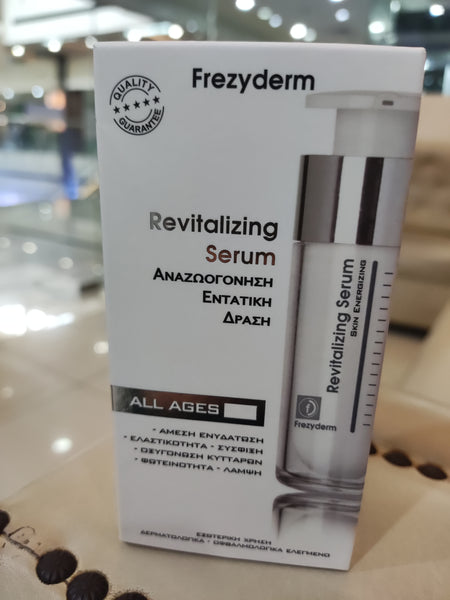 QUALITY
GUARANTEE
Frezyderm
Revitalizing
Serum
ΑΝΑΖΩΟΓΟΝΗΣΗ
ΕΝΤΑΤΙΚΗ
ΔΡΑΣΗ
ALL AGES
- ΑΜΕΣΗ ΕΝΥΔΑΤΩΣΗ
- ΕΛΑΣΤΙΚΟΤΗΤΑ - ΣΥΣΦΙΞΗ
- ΟΞΥΓΟΝΩΣΗ ΚΥΤΤΑΡΩΝ
- ΦΩΤΕΙΝΟΤΗΤΑ - ΛΑΜΨΗ
ΕΞΩΤΕΡΙΚΗ ΧΡΗΣΗ
ΔΕΡΜΑΤΟΛΟΓΙΚΑ - ΟΦΘΑΛΜΟΛΟΓΙΚΑ ΕΛΕΓΜΕΝΟ
Revitalizing Serum
SKIN ENERGIZING
Frezyderm